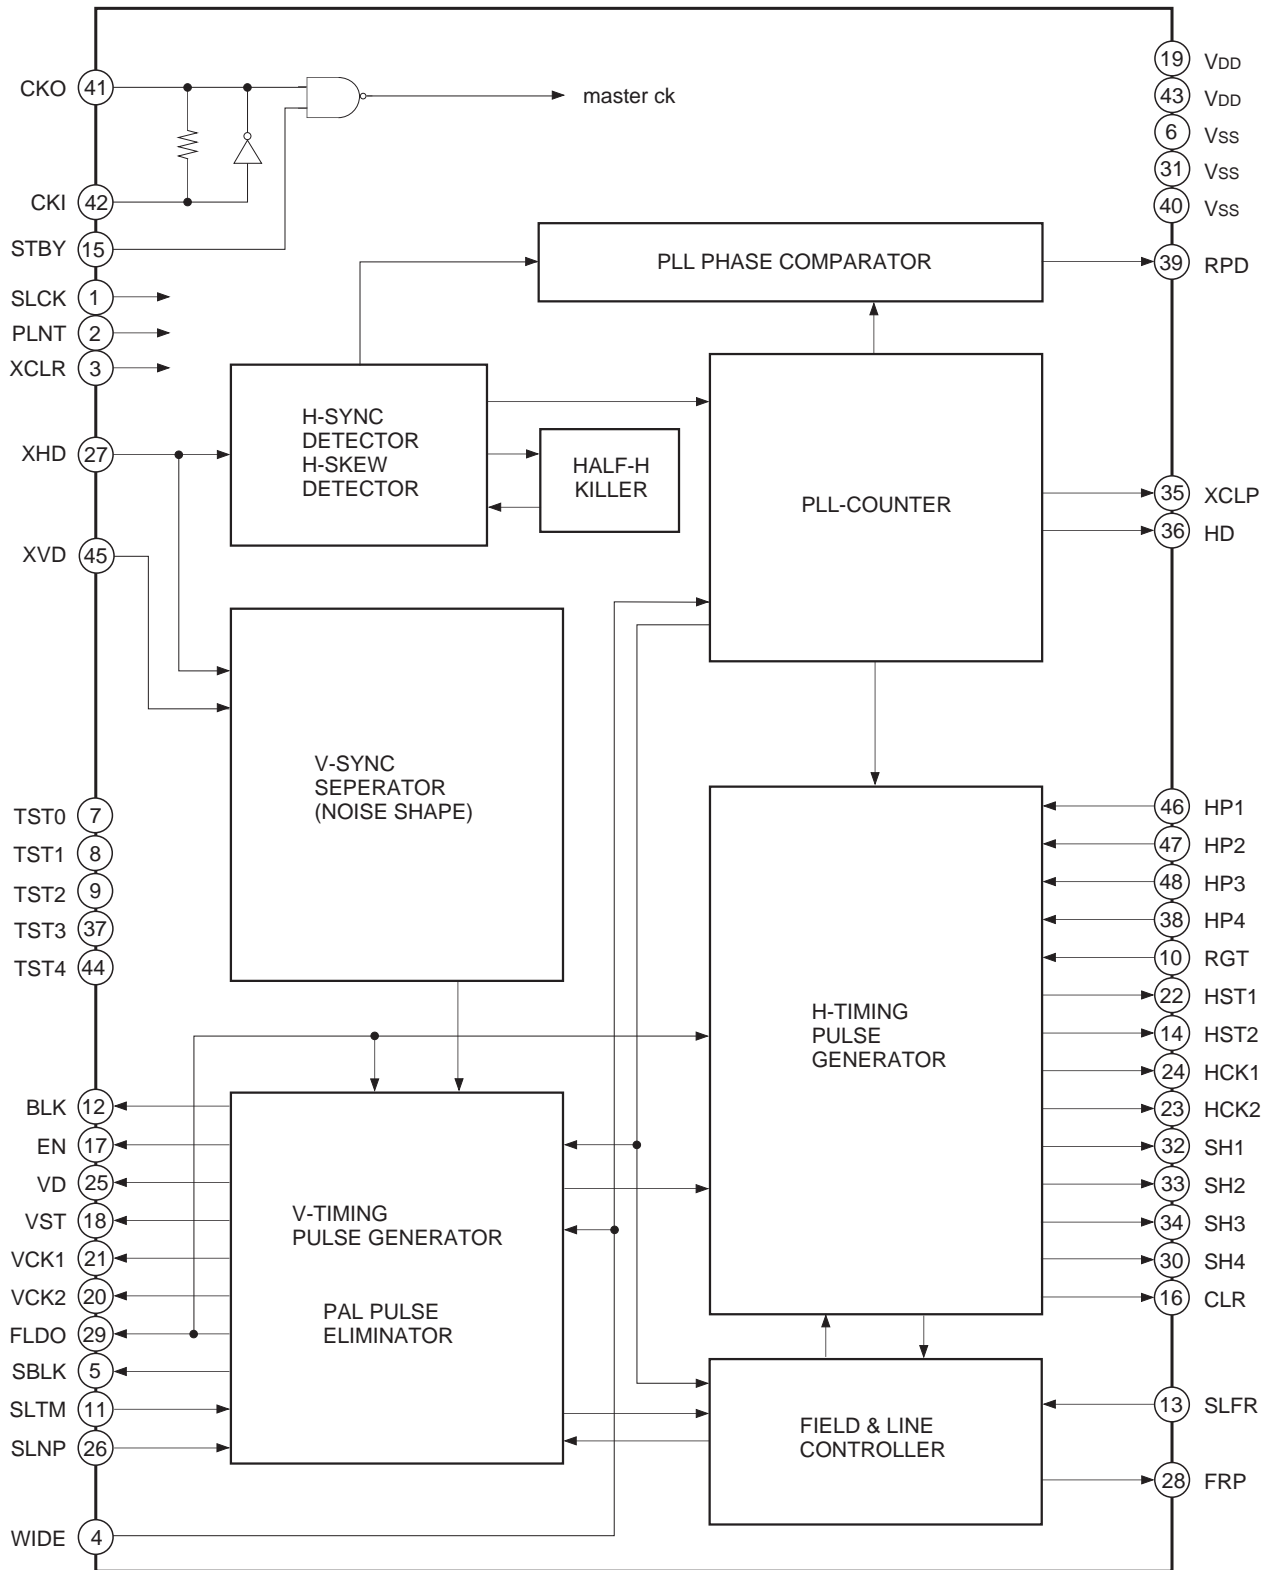 CKO 41
master ck
CKI 42
STBY 15
SLCK 1
PLNT 2
XCLR 3
XHD 27
XVD 45
TST0 7
TST1 8
TST2 9
TST3 37
TST4 44
BLK 12
EN 17
VD 25
VST 18
VCK1 21
VCK2 20
FLDO 29
SBLK 5
SLTM 11
SLNP 26
WIDE 4
PLL PHASE COMPARATOR
H-SYNC
DETECTOR
H-SKEW
DETECTOR
HALF-H
KILLER
PLL-COUNTER
V-SYNC
SEPERATOR
(NOISE SHAPE)
H-TIMING
PULSE
GENERATOR
V-TIMING
PULSE GENERATOR
PAL PULSE
ELIMINATOR
FIELD & LINE
CONTROLLER
19 VDD
43 VDD
6 VSS
31 VSS
40 VSS
39 RPD
35 XCLP
36 HD
46 HP1
47 HP2
48 HP3
38 HP4
10 RGT
22 HST1
14 HST2
24 HCK1
23 HCK2
32 SH1
33 SH2
34 SH3
30 SH4
16 CLR
13 SLFR
28 FRP